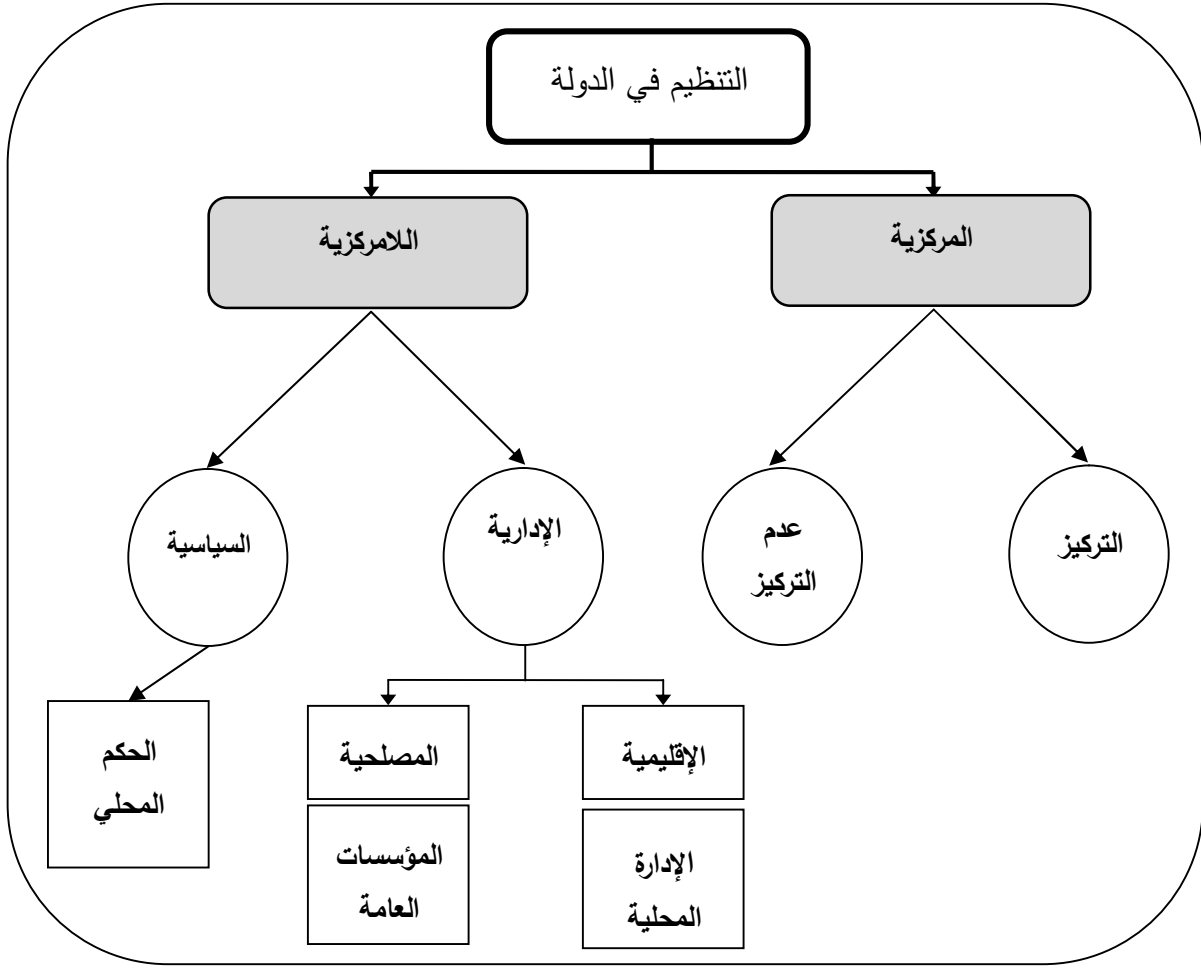 التنظيم في الدولة
المركزية
اللامركزية
التركيز
عدم
التركيز
الإدارية
السياسية
الإقليمية
المصلحية
الحكم
المحلي
الإدارة
المحلية
المؤسسات
العامة